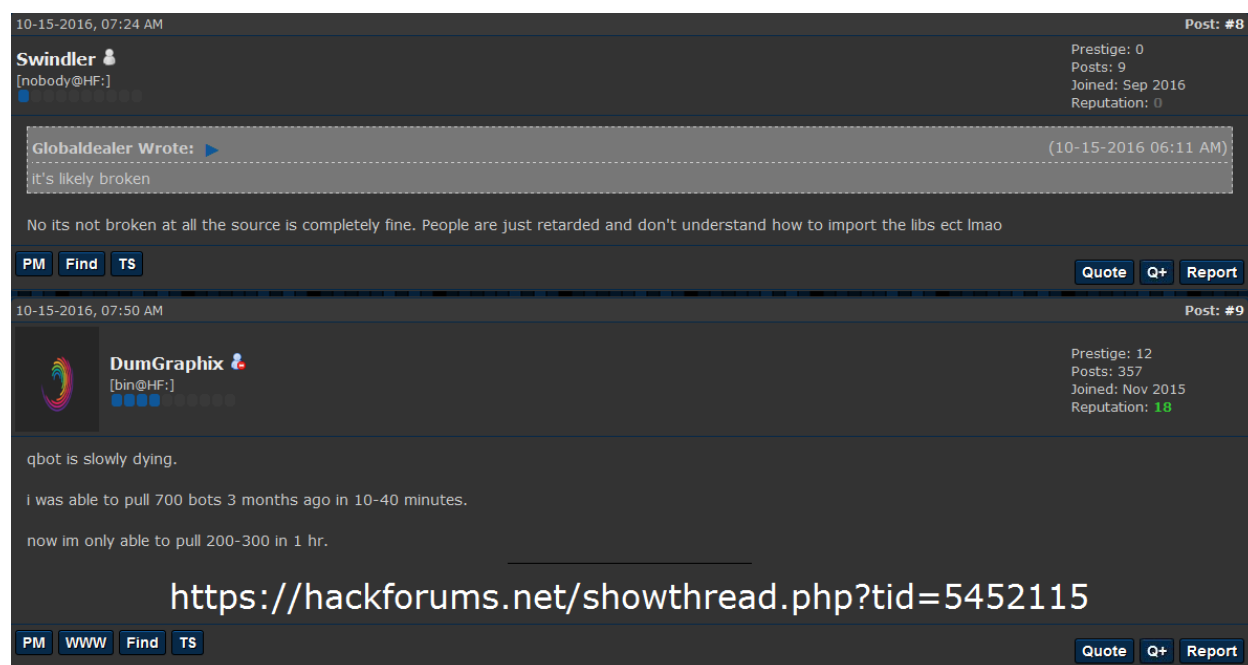 10-15-2016, 07:24 AM Post: #8
Swindler
[nobody@HF:]
Prestige: 0
Posts: 9
Joined: Sep 2016
Reputation: 0
Globaldealer Wrote: (10-15-2016 06:11 AM)
it's likely broken
No its not broken at all the source is completely fine. People are just retarded and don't understand how to import the libs ect lmao
PM Find TS Quote Q+ Report
10-15-2016, 07:50 AM Post: #9
DumGraphix
[bin@HF:]
Prestige: 12
Posts: 357
Joined: Nov 2015
Reputation: 18
qbot is slowly dying.
i was able to pull 700 bots 3 months ago in 10-40 minutes.
now im only able to pull 200-300 in 1 hr.
https://hackforums.net/showthread.php?tid=5452115
PM WWW Find TS Quote Q+ Report